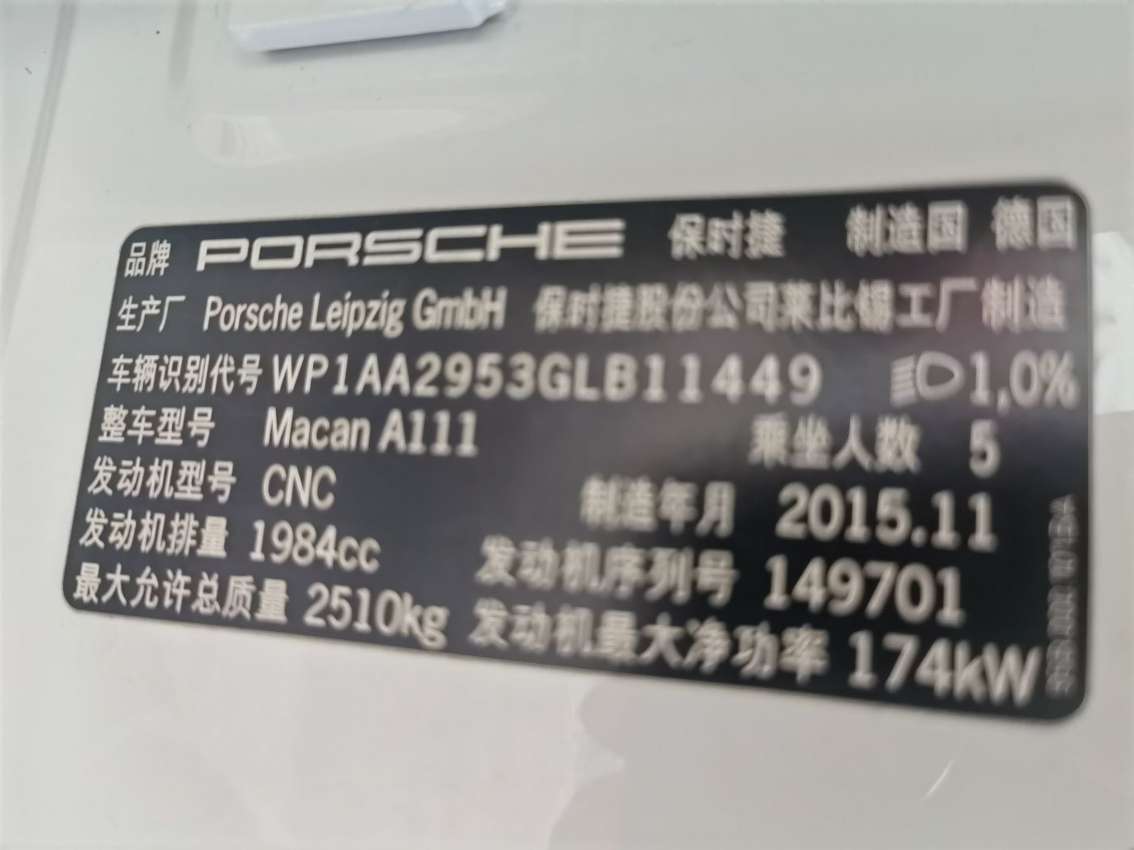 品牌 PORSCHE 保时捷 制造国 德国
生产厂 Porsche Leipzig GmbH 保时捷股份公司莱比锡工厂制造
车辆识别代号 WP1AA2953GLB11449 1,0%
整车型号 Macan A111 乘坐人数 5
发动机型号 CNC 制造年月 2015.11
发动机排量 1984cc 发动机序列号 149701
最大允许总质量 2510kg 发动机最大净功率 174kW